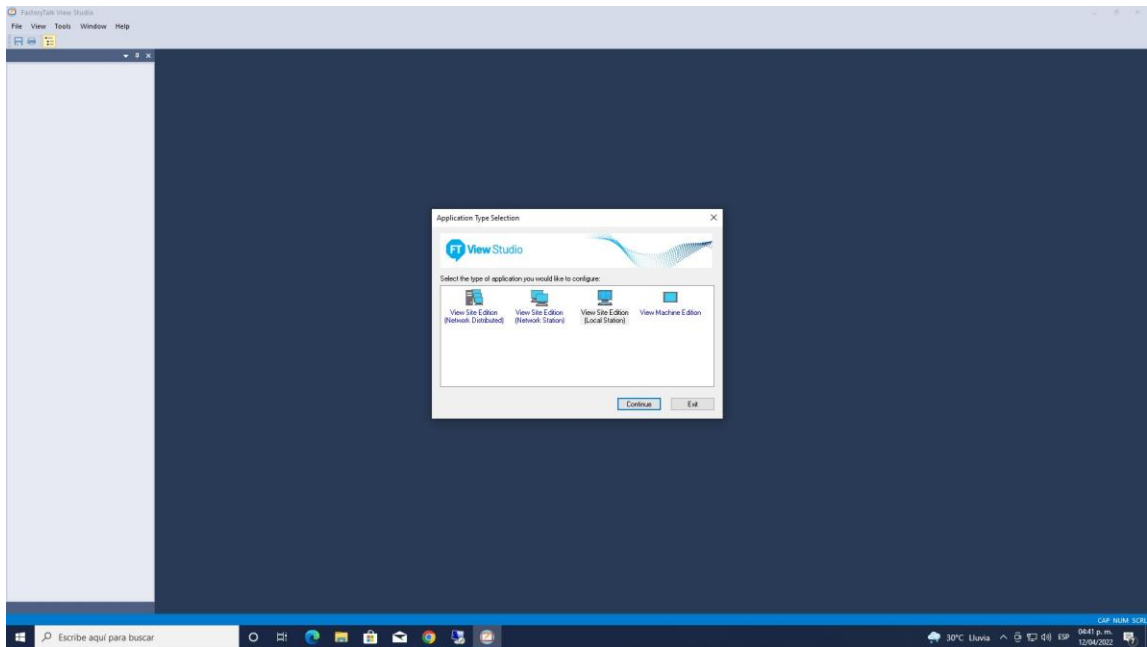 FactoryTalk View Studio
File View Tools Window Help
Application Type Selection
FT View Studio
Select the type of application you would like to configure:
View Site Edition (Network Distributed)
View Site Edition (Network Station)
View Site Edition (Local Station)
View Machine Edition
Continue Exit
CAP NUM SCRL
Escribe aquí para buscar
30°C Lluvia ESP 04:41 p. m.
12/04/2022